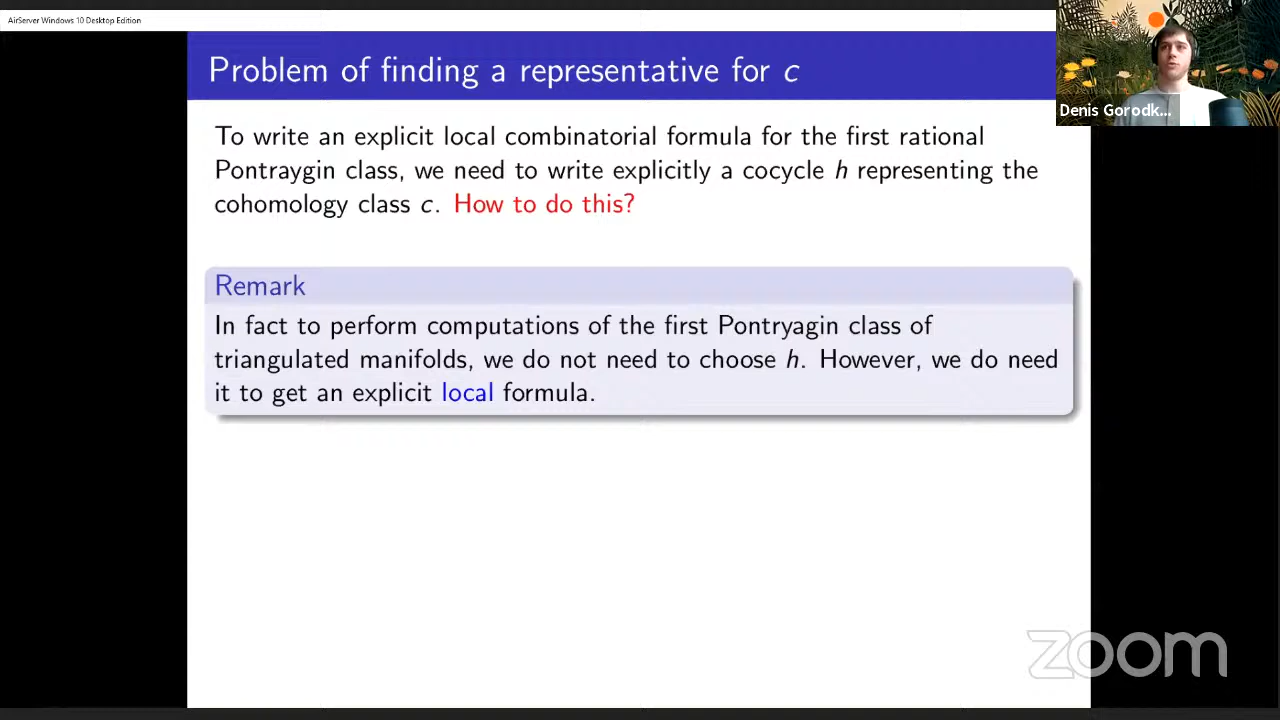 AirServer Windows 10 Desktop Edition
Problem of finding a representative for c
Denis Gorodk...
To write an explicit local combinatorial formula for the first rational
Pontraygin class, we need to write explicitly a cocycle h representing the
cohomology class c. How to do this?
Remark
In fact to perform computations of the first Pontryagin class of
triangulated manifolds, we do not need to choose h. However, we do need
it to get an explicit local formula.
zoom